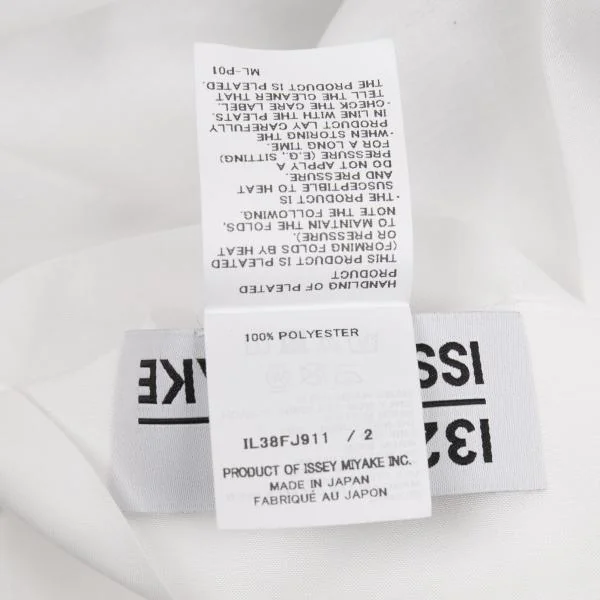 HANDLING OF PLEATED
PRODUCT
THIS PRODUCT IS PLEATED
(FORMING FOLDS BY HEAT
OR PRESSURE).
TO MAINTAIN THE FOLDS,
NOTE THE FOLLOWING.
・THE PRODUCT IS
SUSCEPTIBLE TO HEAT
AND PRESSURE.
DO NOT APPLY A
PRESSURE (E.G., SITTING)
FOR A LONG TIME.
・WHEN STORING THE
PRODUCT LAY CAREFULLY
IN LINE WITH THE PLEATS.
・CHECK THE CARE LABEL.
TELL THE CLEANER THAT
THE PRODUCT IS PLEATED.
ML-P01
100% POLYESTER
IL38FJ911 / 2
PRODUCT OF ISSEY MIYAKE INC.
MADE IN JAPAN
FABRIQUÉ AU JAPON
132
ISS AKE